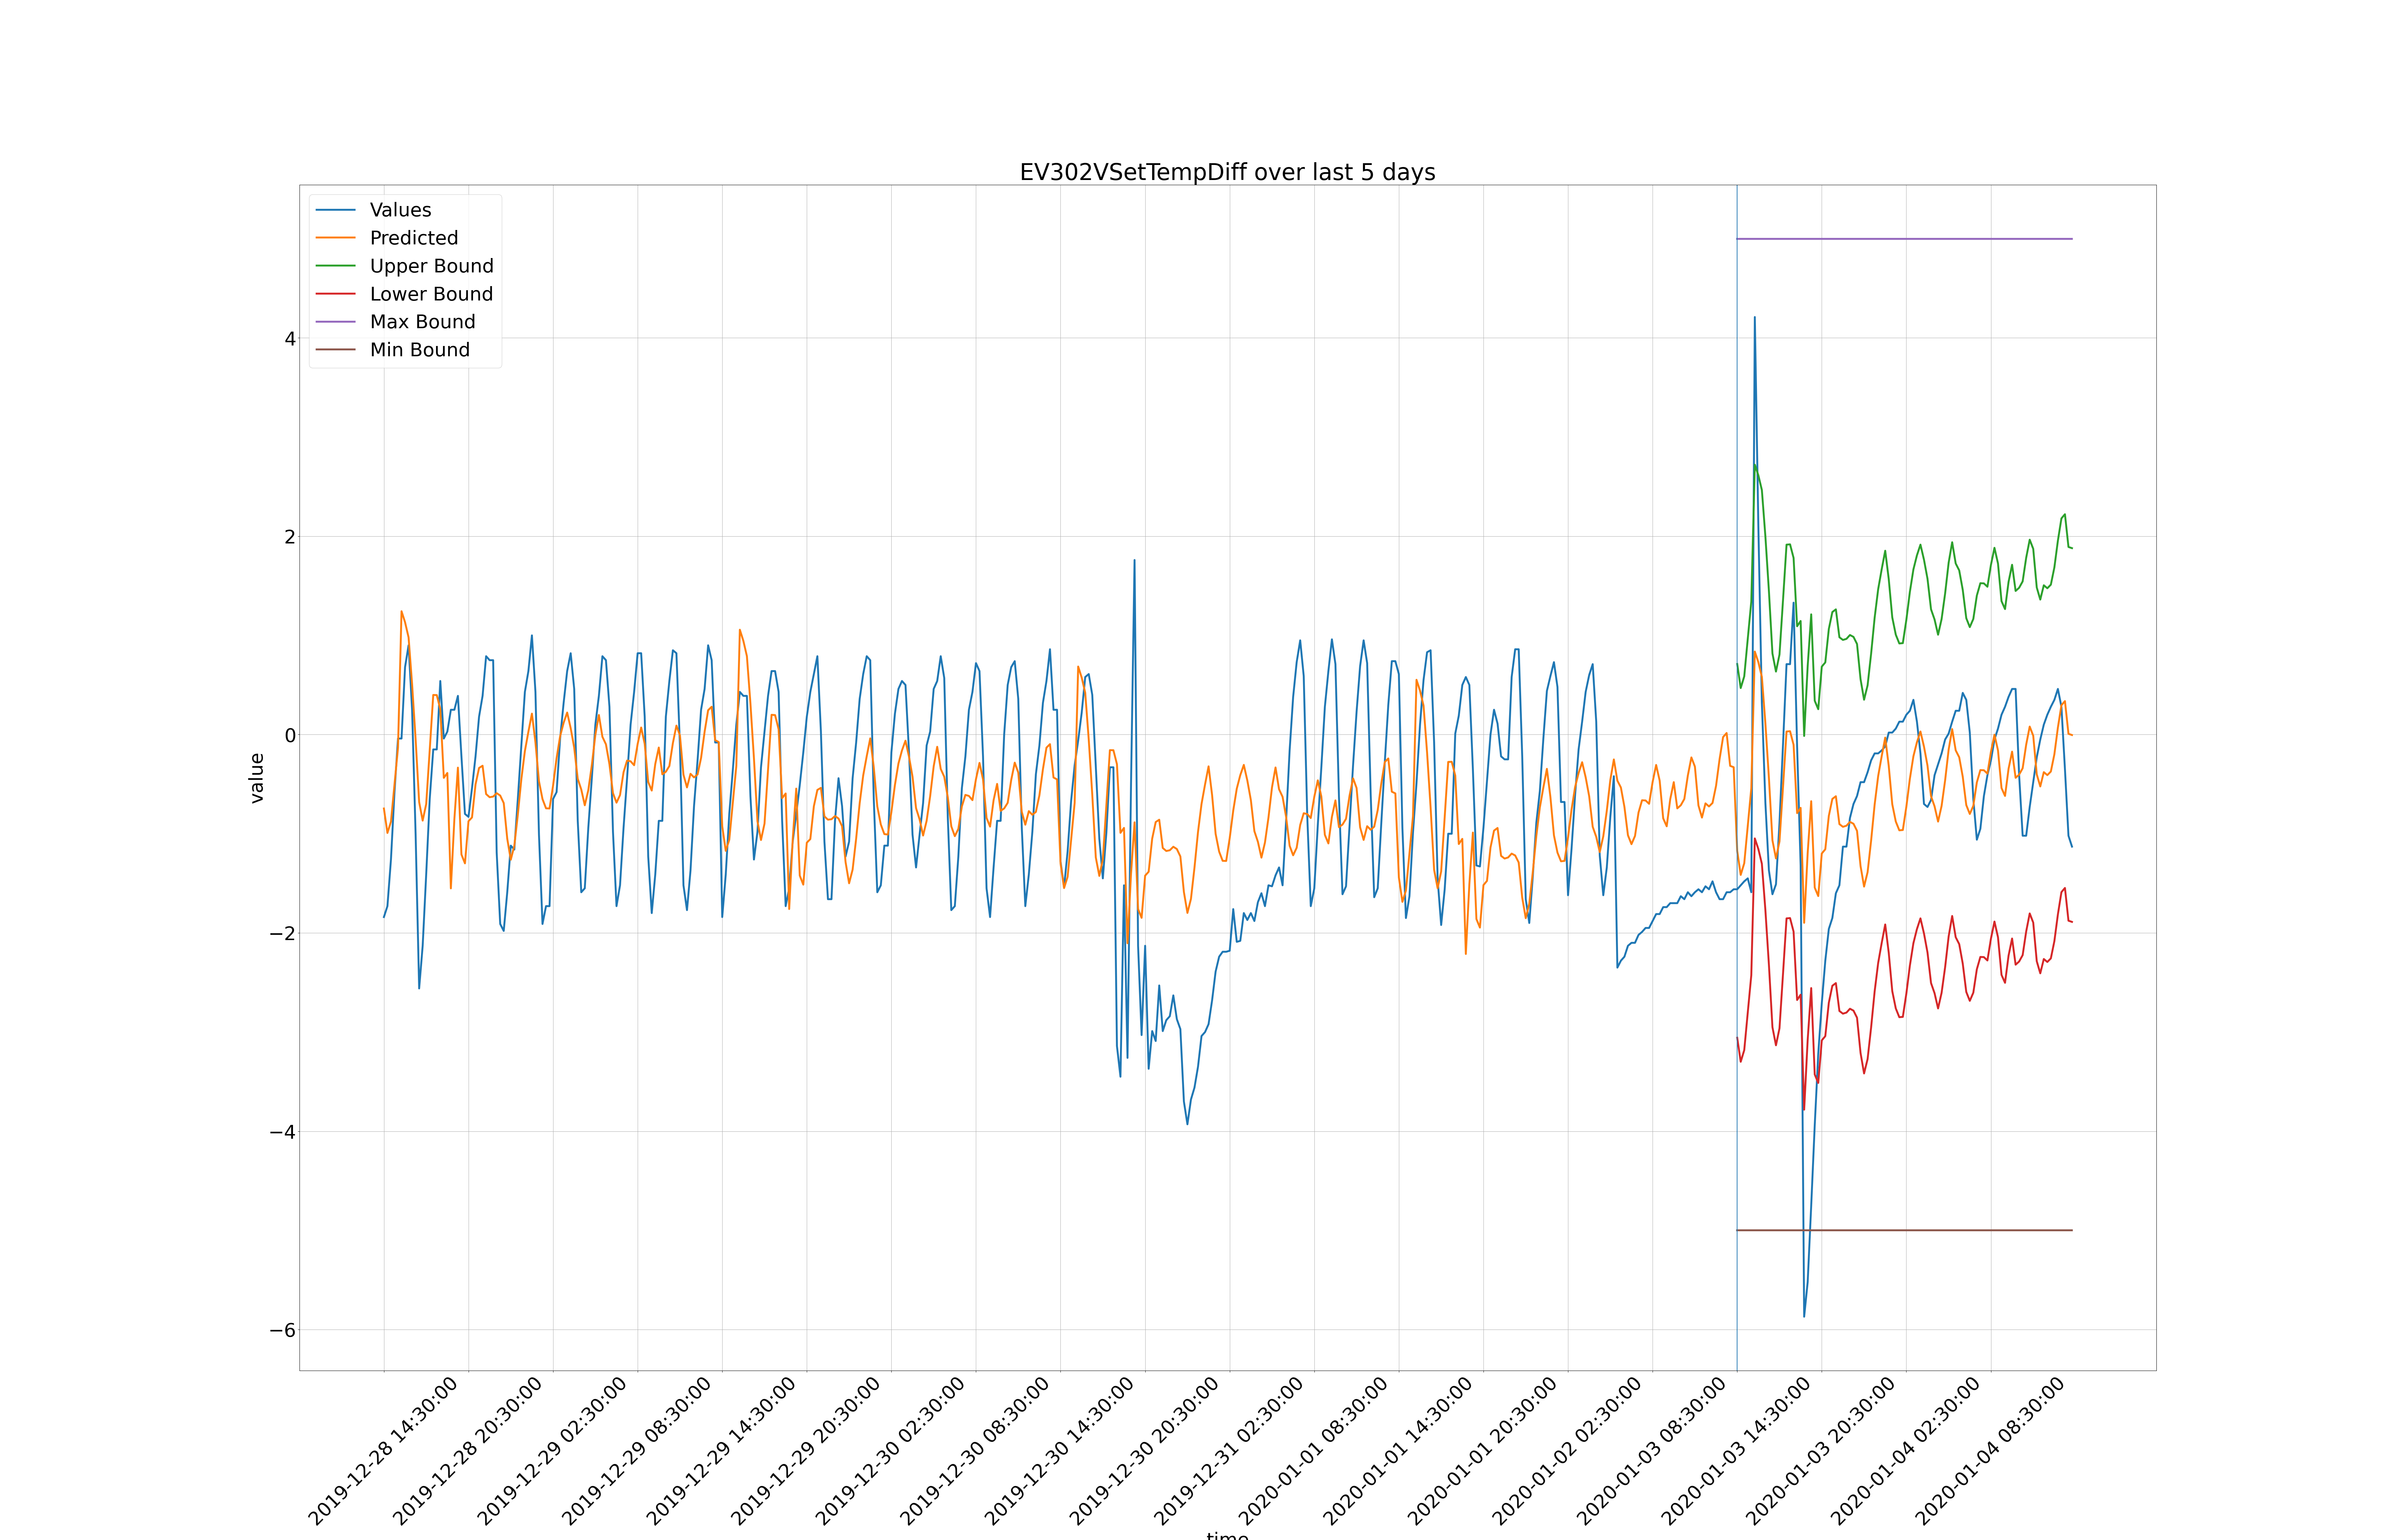 EV302VSetTempDiff over last 5 days
Values
Predicted
Upper Bound
Lower Bound
Max Bound
Min Bound
value
4
2
0
−2
−4
−6
2019-12-28 14:30:00
2019-12-28 20:30:00
2019-12-29 02:30:00
2019-12-29 08:30:00
2019-12-29 14:30:00
2019-12-29 20:30:00
2019-12-30 02:30:00
2019-12-30 08:30:00
2019-12-30 14:30:00
2019-12-30 20:30:00
2019-12-31 02:30:00
2020-01-01 08:30:00
2020-01-01 14:30:00
2020-01-01 20:30:00
2020-01-02 02:30:00
2020-01-03 08:30:00
2020-01-03 14:30:00
2020-01-03 20:30:00
2020-01-04 02:30:00
2020-01-04 08:30:00
time